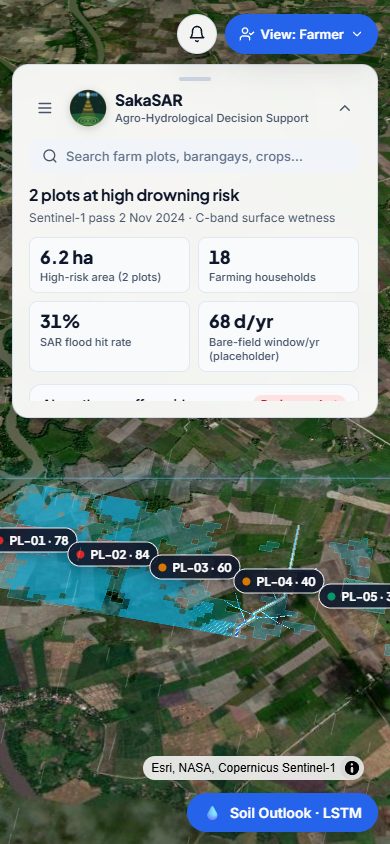 View: Farmer
SakaSAR
Agro-Hydrological Decision Support
Search farm plots, barangays, crops...
2 plots at high drowning risk
Sentinel-1 pass 2 Nov 2024 · C-band surface wetness
6.2 ha
High-risk area (2 plots)
18
Farming households
31%
SAR flood hit rate
68 d/yr
Bare-field window/yr
(placeholder)
PL-01 · 78
PL-02 · 84
PL-03 · 60
PL-04 · 40
PL-05 ·
Esri, NASA, Copernicus Sentinel-1
Soil Outlook · LSTM